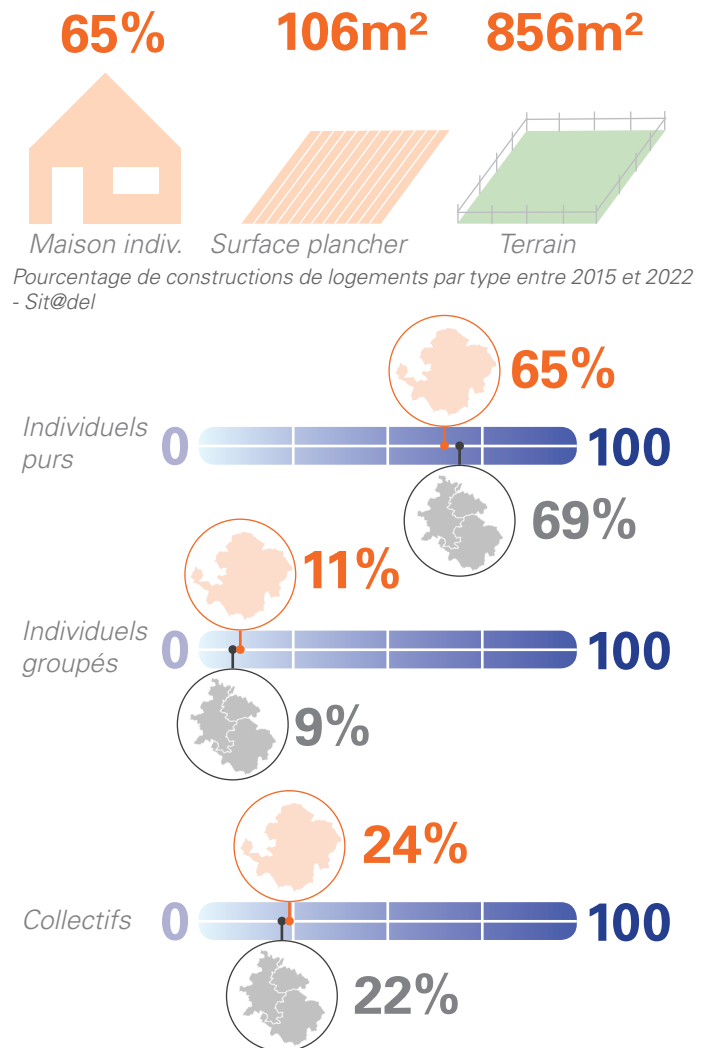 65% 106m² 856m²
Maison indiv. Surface plancher Terrain
Pourcentage de constructions de logements par type entre 2015 et 2022
- Sit@del
65%
Individuels
purs
0 100
69%
11%
Individuels
groupés
0 100
9%
24%
Collectifs 0 100
22%